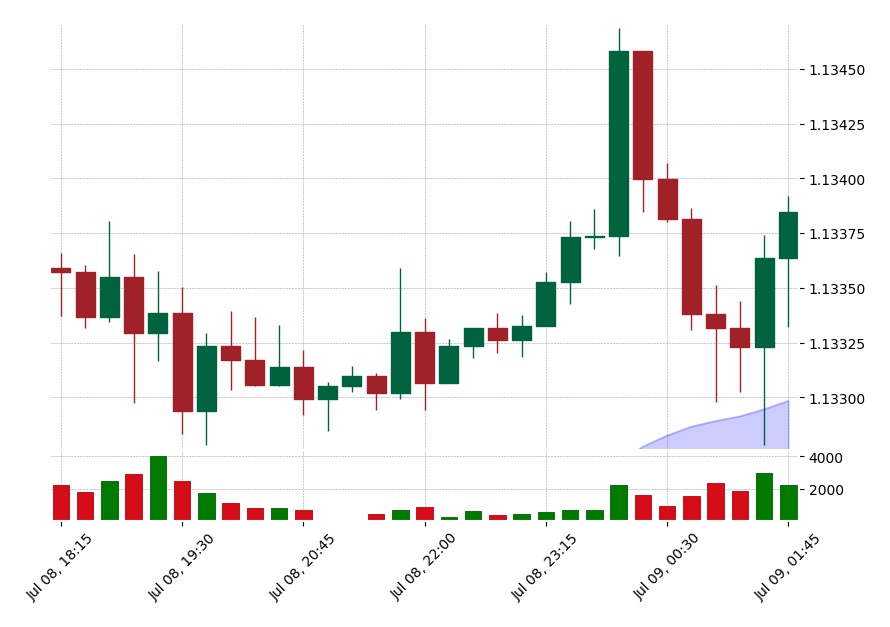 1.13450
1.13425
1.13400
1.13375
1.13350
1.13325
1.13300
4000
2000
Jul 08, 18:15
Jul 08, 19:30
Jul 08, 20:45
Jul 08, 22:00
Jul 08, 23:15
Jul 09, 00:30
Jul 09, 01:45